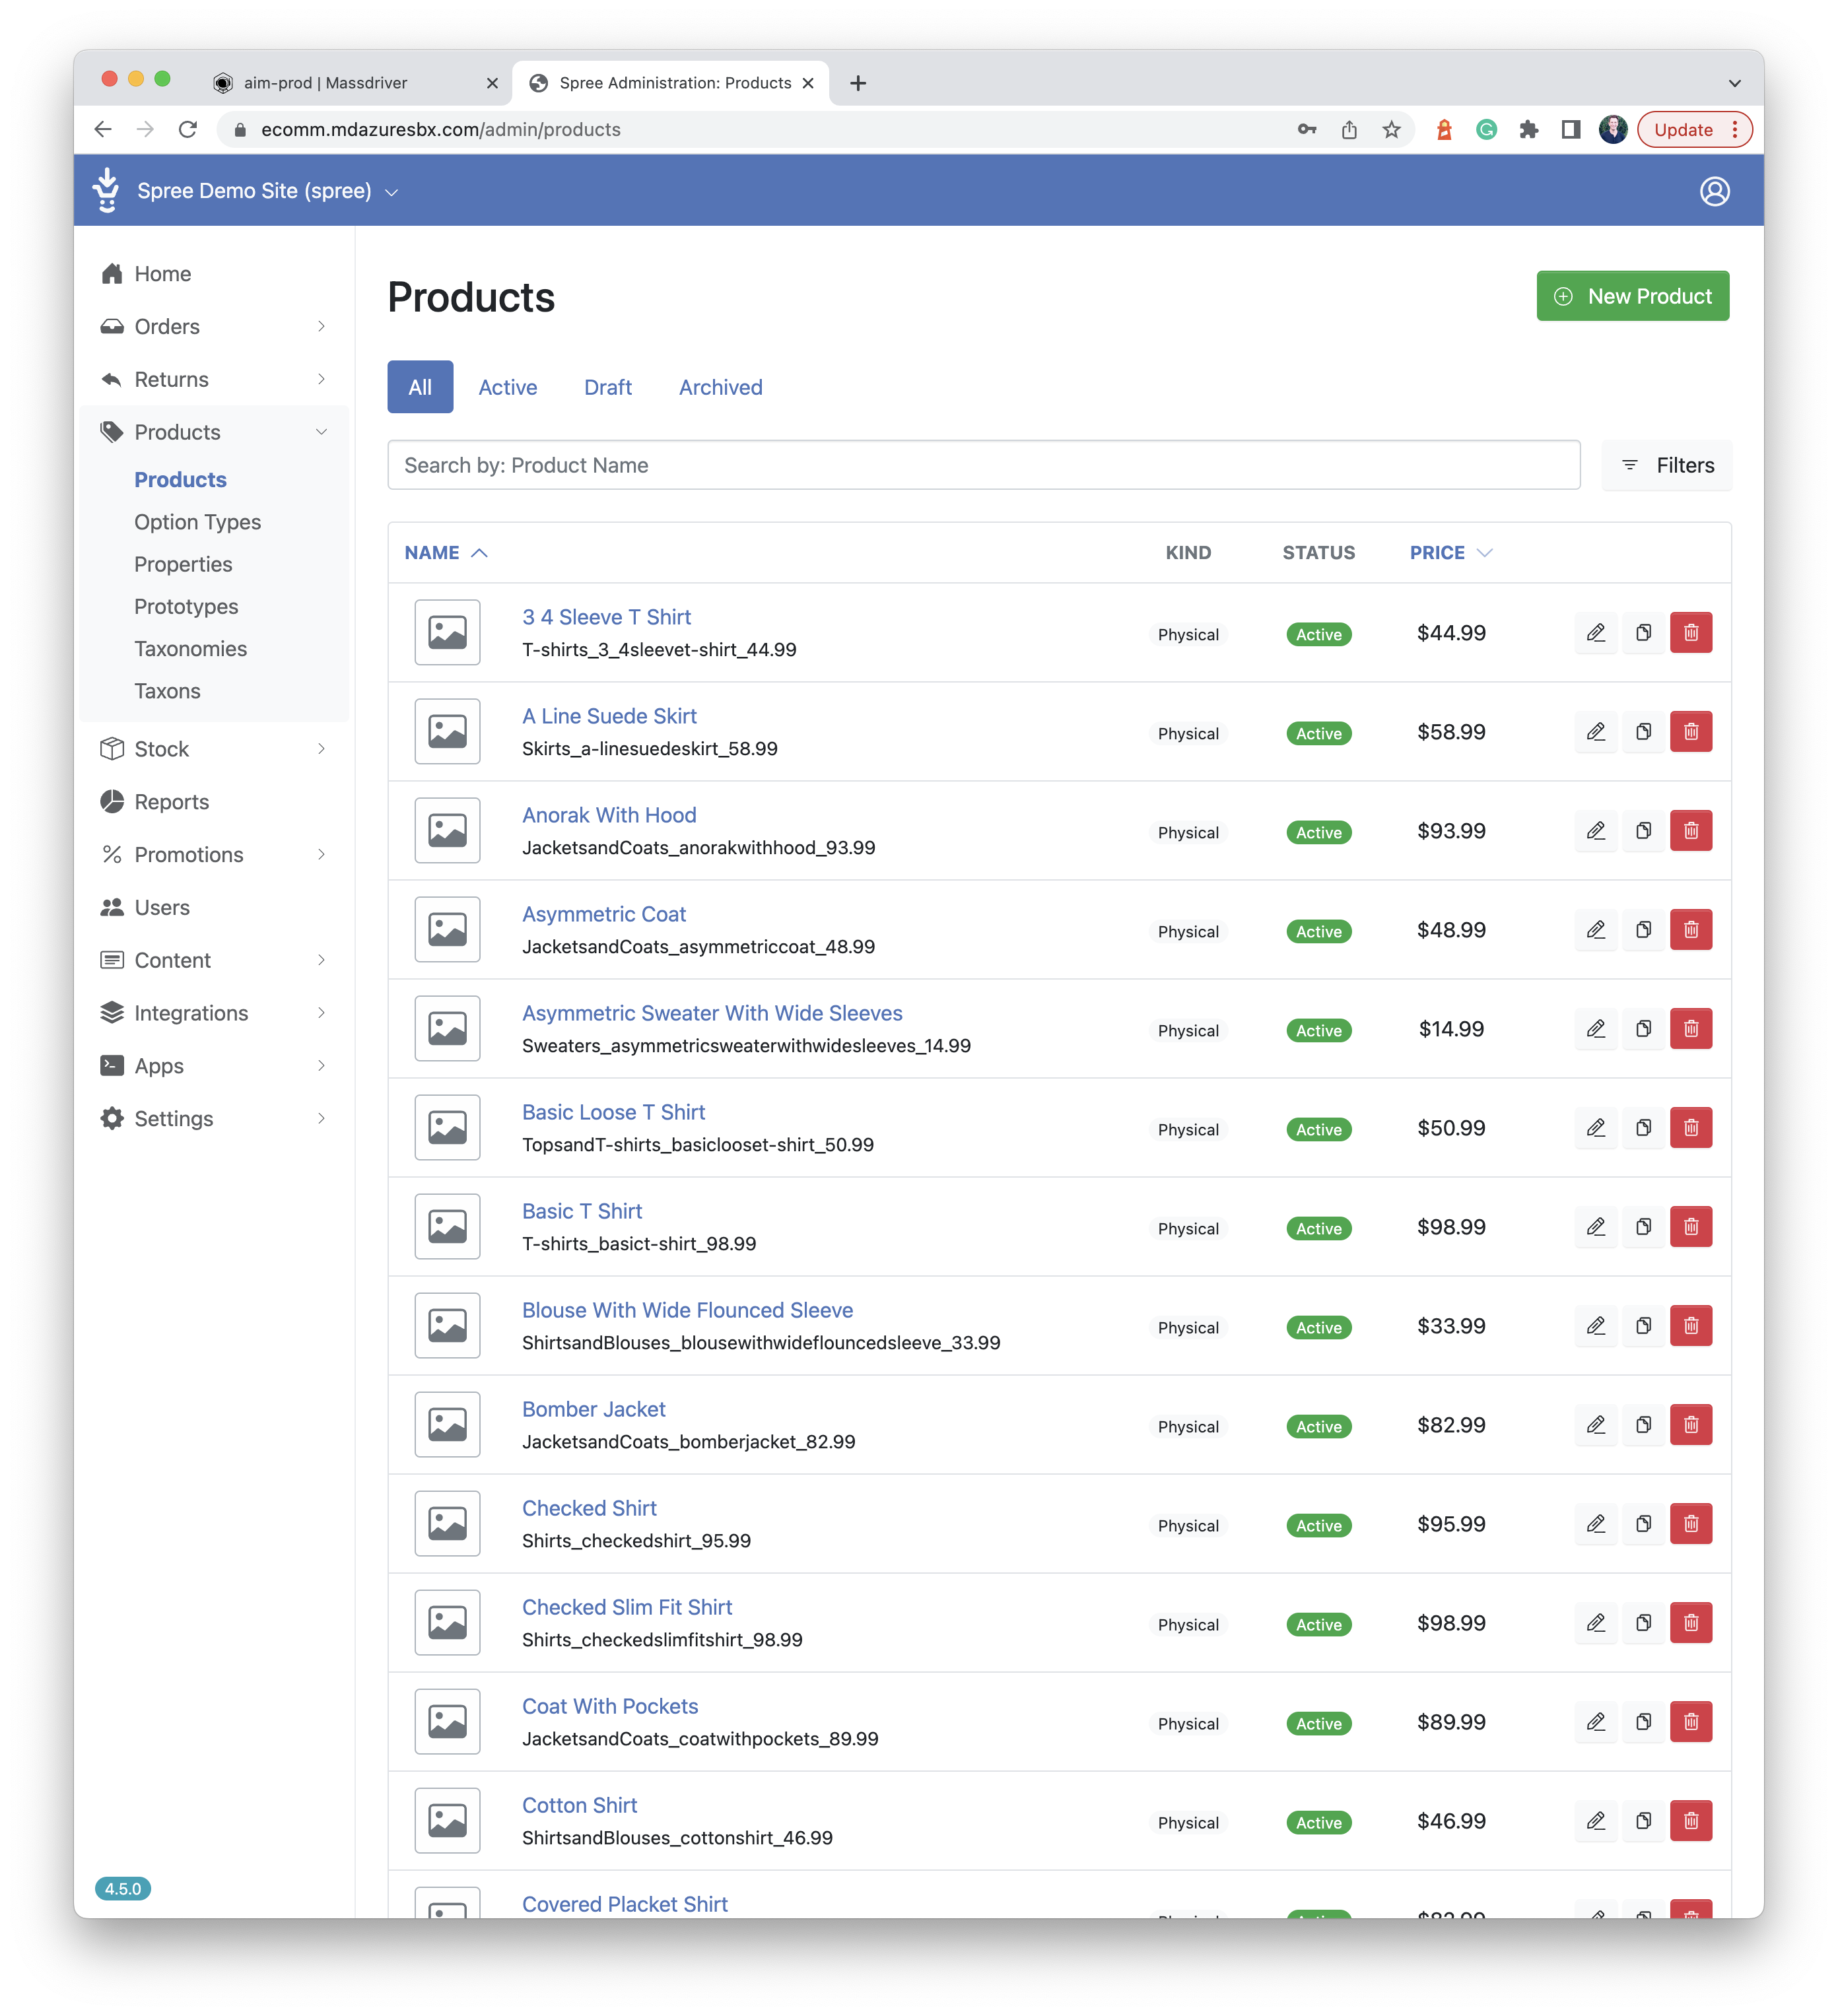 aim-prod | Massdriver
Spree Administration: Products
ecomm.mdazuresbx.com/admin/products
Update
Spree Demo Site (spree)
Home
Orders
Returns
Products
Products
Option Types
Properties
Prototypes
Taxonomies
Taxons
Stock
Reports
Promotions
Users
Content
Integrations
Apps
Settings
4.5.0
Products
New Product
All Active Draft Archived
Search by: Product Name
Filters
NAME KIND STATUS PRICE
3 4 Sleeve T Shirt
T-shirts_3_4sleevet-shirt_44.99
Physical Active $44.99
A Line Suede Skirt
Skirts_a-linesuedeskirt_58.99
Physical Active $58.99
Anorak With Hood
JacketsandCoats_anorakwithhood_93.99
Physical Active $93.99
Asymmetric Coat
JacketsandCoats_asymmetriccoat_48.99
Physical Active $48.99
Asymmetric Sweater With Wide Sleeves
Sweaters_asymmetricsweaterwithwidesleeves_14.99
Physical Active $14.99
Basic Loose T Shirt
TopsandT-shirts_basiclooset-shirt_50.99
Physical Active $50.99
Basic T Shirt
T-shirts_basict-shirt_98.99
Physical Active $98.99
Blouse With Wide Flounced Sleeve
ShirtsandBlouses_blousewithwideflouncedsleeve_33.99
Physical Active $33.99
Bomber Jacket
JacketsandCoats_bomberjacket_82.99
Physical Active $82.99
Checked Shirt
Shirts_checkedshirt_95.99
Physical Active $95.99
Checked Slim Fit Shirt
Shirts_checkedslimfitshirt_98.99
Physical Active $98.99
Coat With Pockets
JacketsandCoats_coatwithpockets_89.99
Physical Active $89.99
Cotton Shirt
ShirtsandBlouses_cottonshirt_46.99
Physical Active $46.99
Covered Placket Shirt